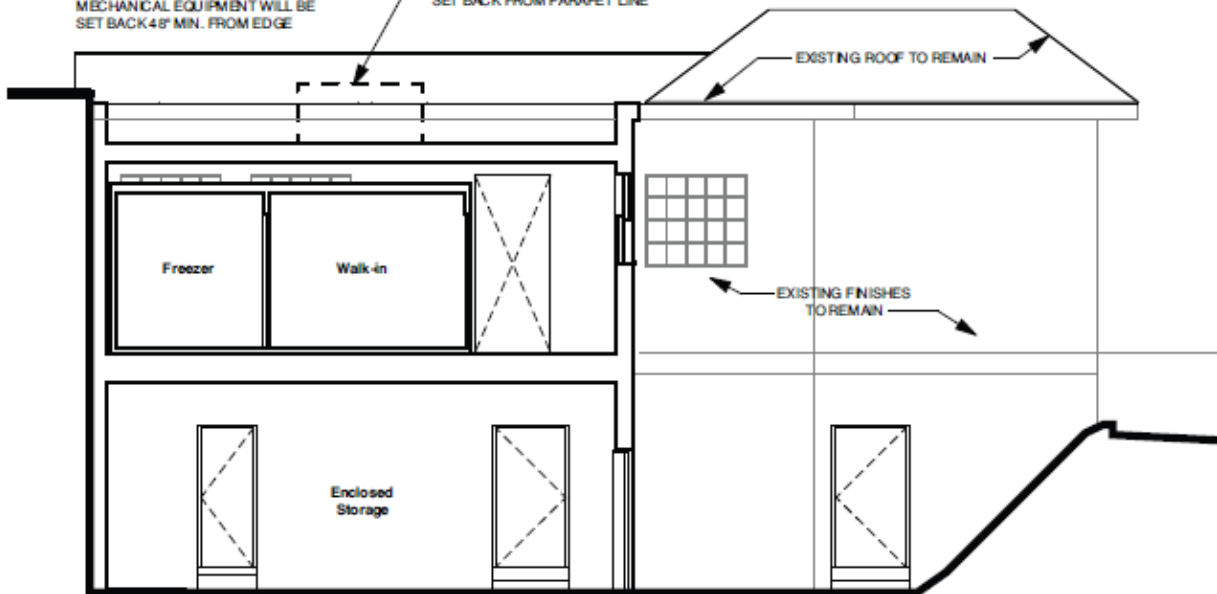 MECHANICAL EQUIPMENT WILL BE
SET BACK 48" MIN. FROM EDGE
SET BACK FROM PARAPET LINE
EXISTING ROOF TO REMAIN
Freezer
Walk-in
EXISTING FINISHES
TO REMAIN
Enclosed
Storage